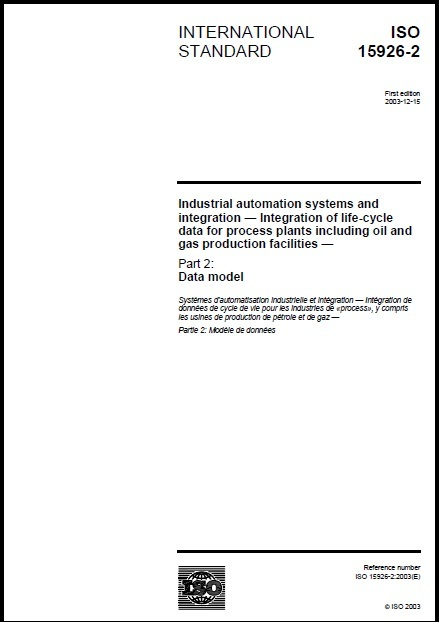 INTERNATIONAL
STANDARD
ISO
15926-2
First edition
2003-12-15
Industrial automation systems and
integration — Integration of life-cycle
data for process plants including oil and
gas production facilities —
Part 2:
Data model
Systèmes d'automatisation industrielle et intégration — Intégration de
données de cycle de vie pour les industries de «process», y compris
les usines de production de pétrole et de gaz —
Partie 2: Modèle de données
ISO
Reference number
ISO 15926-2:2003(E)
© ISO 2003